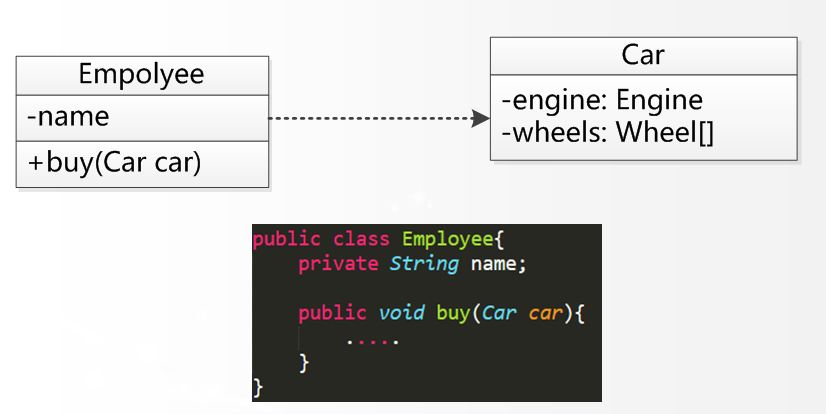 Empolyee
-name
+buy(Car car)
Car
-engine: Engine
-wheels: Wheel[]
public class Employee{
private String name;
public void buy(Car car){
.....
}
}